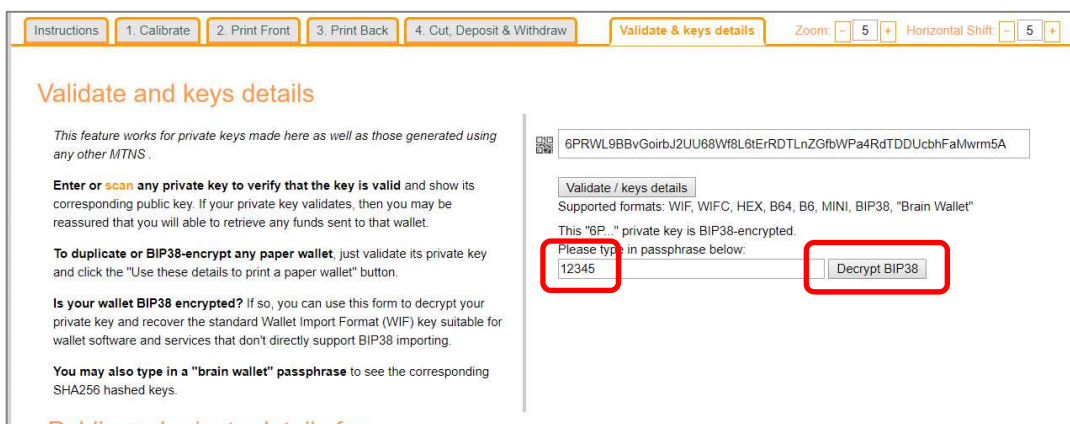 Instructions 1. Calibrate 2. Print Front 3. Print Back 4. Cut, Deposit & Withdraw Validate & keys details Zoom: - 5 + Horizontal Shift: - 5 +
Validate and keys details
This feature works for private keys made here as well as those generated using
any other MTNS .
Enter or scan any private key to verify that the key is valid and show its
corresponding public key. If your private key validates, then you may be
reassured that you will able to retrieve any funds sent to that wallet.
To duplicate or BIP38-encrypt any paper wallet, just validate its private key
and click the "Use these details to print a paper wallet" button.
Is your wallet BIP38 encrypted? If so, you can use this form to decrypt your
private key and recover the standard Wallet Import Format (WIF) key suitable for
wallet software and services that don't directly support BIP38 importing.
You may also type in a "brain wallet" passphrase to see the corresponding
SHA256 hashed keys.
6PRWL9BBvGoirbJ2UU68Wf8L6tErRDTLnZGfbWPa4RdTDDUcbhFaMwrm5A
Validate / keys details
Supported formats: WIF, WIFC, HEX, B64, B6, MINI, BIP38, "Brain Wallet"
This "6P..." private key is BIP38-encrypted.
Please type in passphrase below:
12345 Decrypt BIP38